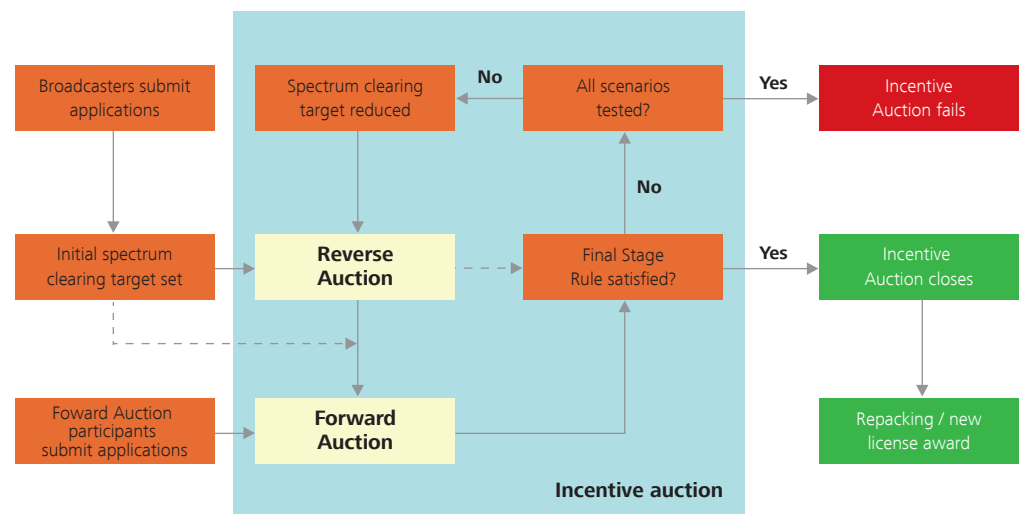 Broadcasters submit
applications
Spectrum clearing
target reduced
No
All scenarios
tested?
Yes
Incentive
Auction fails
No
Initial spectrum
clearing target set
Reverse
Auction
Final Stage
Rule satisfied?
Yes
Incentive
Auction closes
Foward Auction
participants
submit applications
Forward
Auction
Repacking / new
license award
Incentive auction